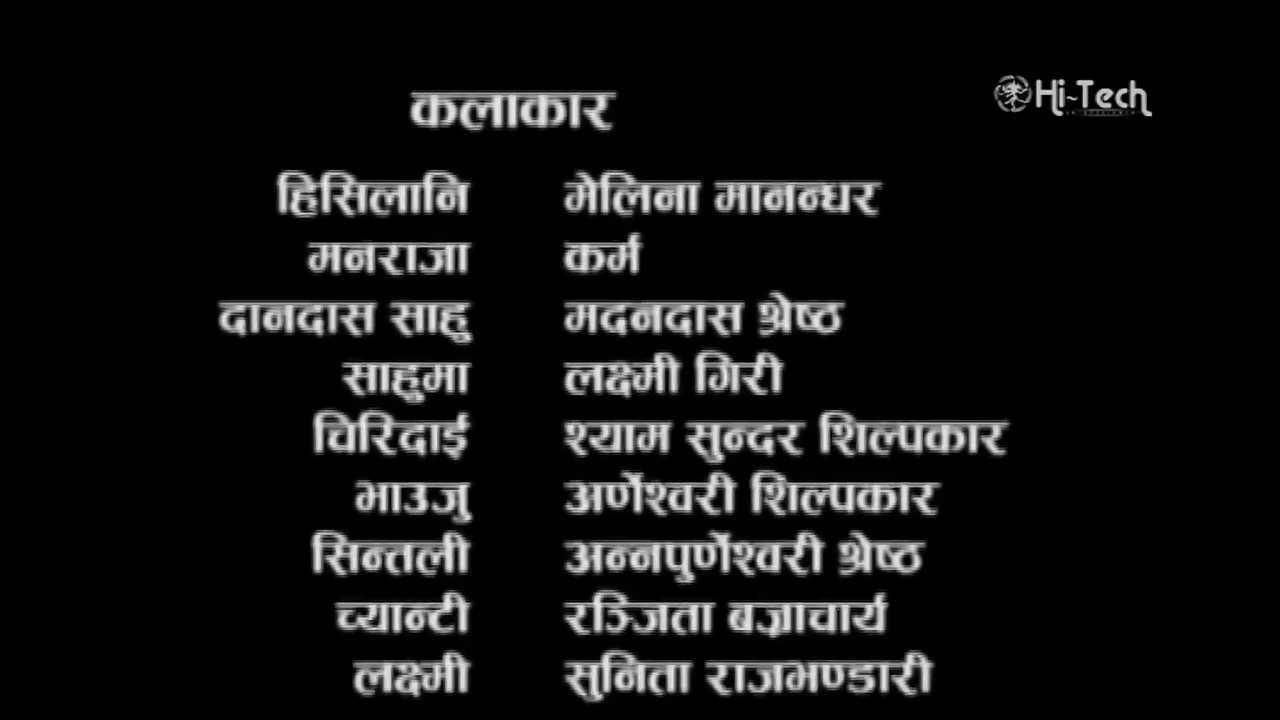 कलाकार
Hi~Tech
हिसिलानि मेलिना मानन्धर
मनराजा कर्म
दानदास साहु मदनदास श्रेष्ठ
साहुमा लक्ष्मी गिरी
चिरिदाई श्याम सुन्दर शिल्पकार
भाउजु अर्णेश्वरी शिल्पकार
सिन्तली अन्नपुर्णेश्वरी श्रेष्ठ
च्यान्टी रञ्जिता बज्राचार्य
लक्ष्मी सुनिता राजभण्डारी